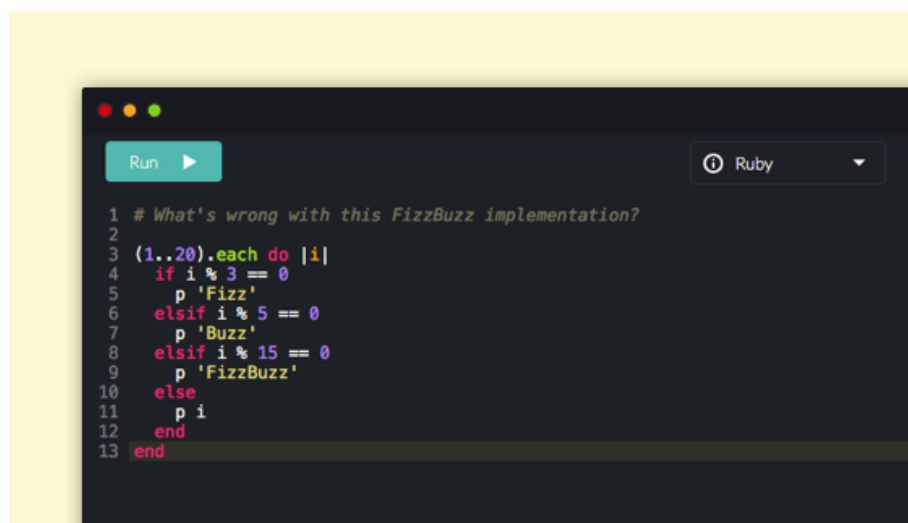 Run
Ruby
1 # What's wrong with this FizzBuzz implementation?
2
3 (1..20).each do |i|
4   if i % 3 == 0
5     p 'Fizz'
6   elsif i % 5 == 0
7     p 'Buzz'
8   elsif i % 15 == 0
9     p 'FizzBuzz'
10   else
11     p i
12   end
13 end